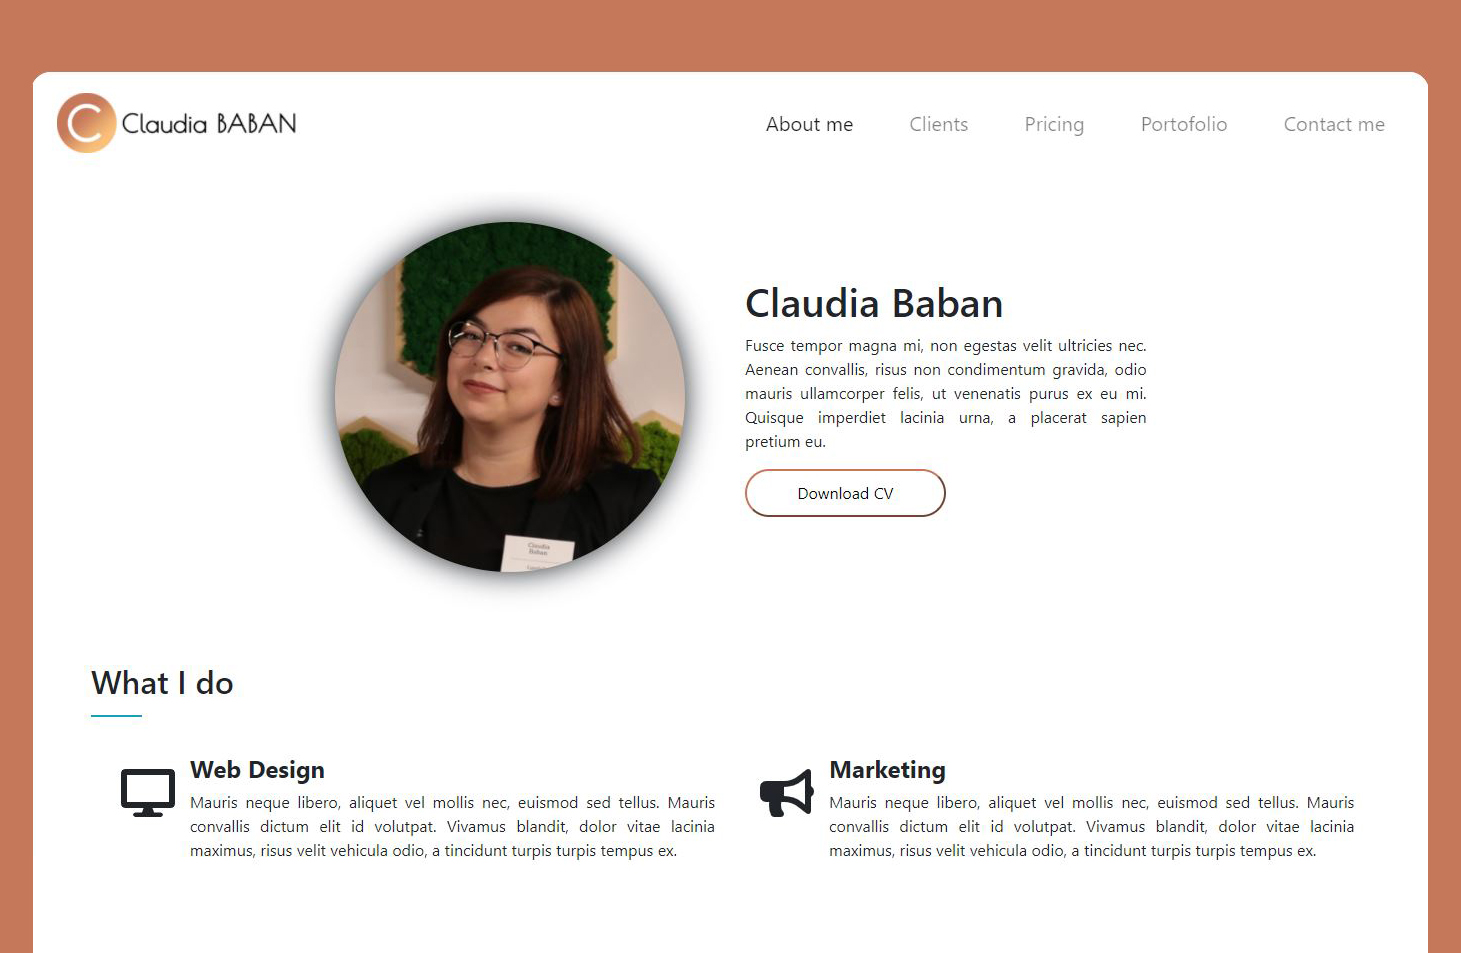 Claudia BABAN
About me
Clients
Pricing
Portofolio
Contact me
Claudia Baban
Fusce tempor magna mi, non egestas velit ultricies nec.
Aenean convallis, risus non condimentum gravida, odio
mauris ullamcorper felis, ut venenatis purus ex eu mi.
Quisque imperdiet lacinia urna, a placerat sapien
pretium eu.
Download CV
Claudia
Baban
What I do
Web Design
Mauris neque libero, aliquet vel mollis nec, euismod sed tellus. Mauris
convallis dictum elit id volutpat. Vivamus blandit, dolor vitae lacinia
maximus, risus velit vehicula odio, a tincidunt turpis turpis tempus ex.
Marketing
Mauris neque libero, aliquet vel mollis nec, euismod sed tellus. Mauris
convallis dictum elit id volutpat. Vivamus blandit, dolor vitae lacinia
maximus, risus velit vehicula odio, a tincidunt turpis turpis tempus ex.